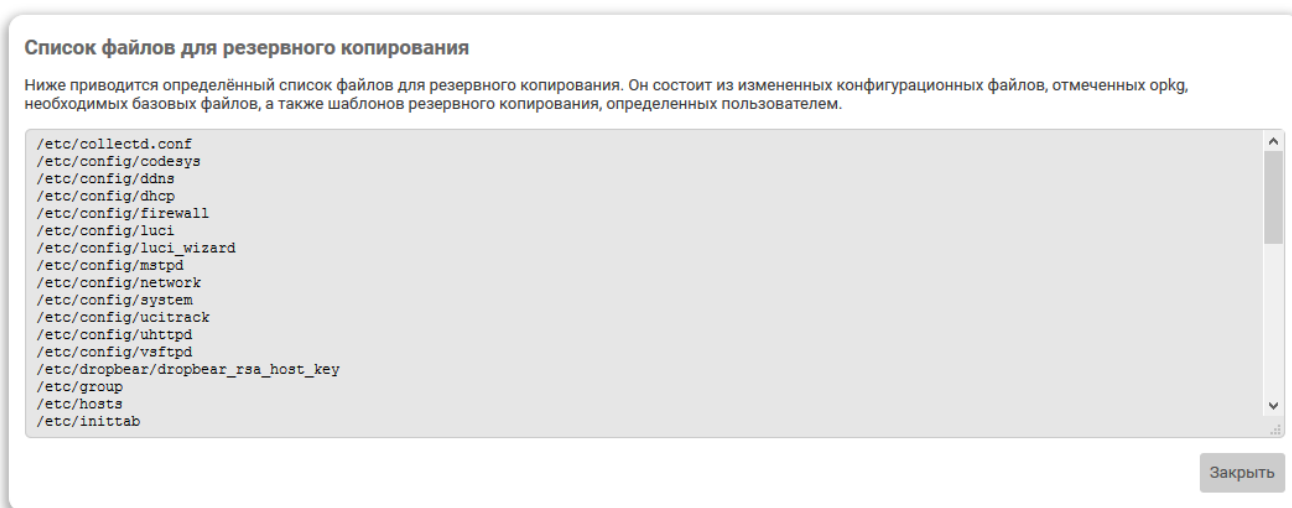 Список файлов для резервного копирования
Ниже приводится определённый список файлов для резервного копирования. Он состоит из измененных конфигурационных файлов, отмеченных opkg,
необходимых базовых файлов, а также шаблонов резервного копирования, определенных пользователем.
/etc/collectd.conf
/etc/config/codesys
/etc/config/ddns
/etc/config/dhcp
/etc/config/firewall
/etc/config/luci
/etc/config/luci_wizard
/etc/config/mstpd
/etc/config/network
/etc/config/system
/etc/config/ucitrack
/etc/config/uhttpd
/etc/config/vsftpd
/etc/dropbear/dropbear_rsa_host_key
/etc/group
/etc/hosts
/etc/inittab
Закрыть